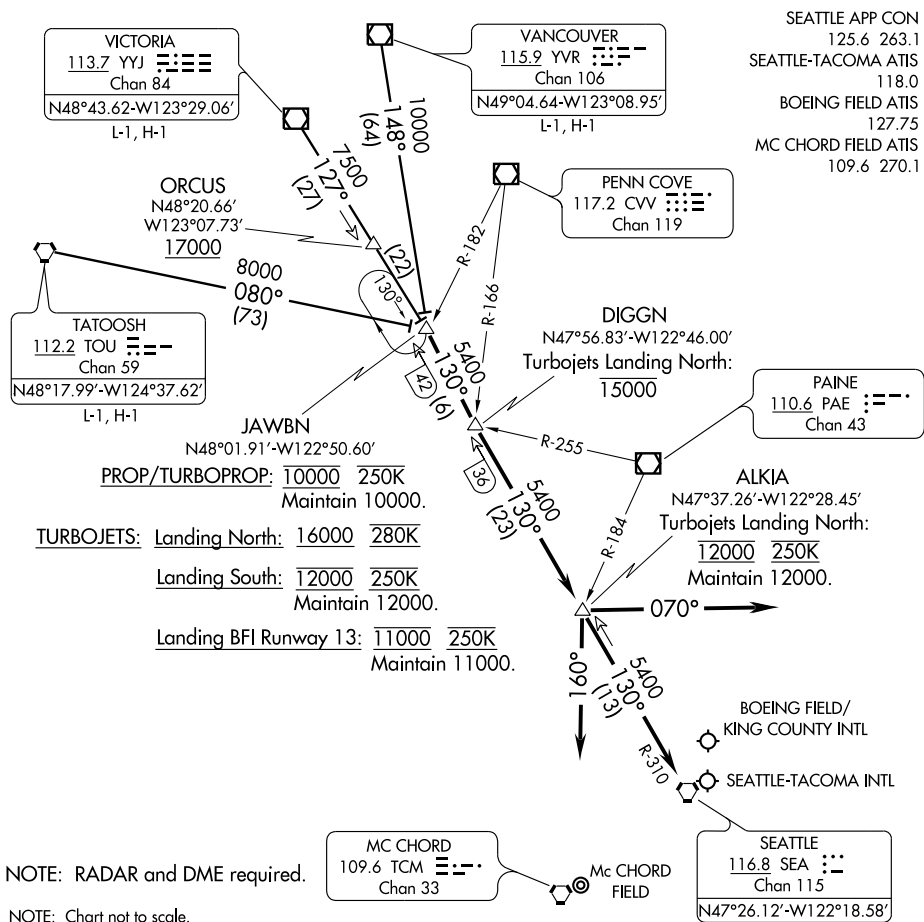 SEATTLE APP CON
125.6 263.1
SEATTLE-TACOMA ATIS
118.0
BOEING FIELD ATIS
127.75
MC CHORD FIELD ATIS
109.6 270.1
VICTORIA
113.7 YYJ
Chan 84
N48°43.62-W123°29.06′
L-1, H-1
VANCOUVER
115.9 YVR
Chan 106
N49°04.64-W123°08.95′
L-1, H-1
10000
148°
(64)
7500
127°
(27)
ORCUS
N48°20.66′
W123°07.73′
17000
(22)
PENN COVE
117.2 CVV
Chan 119
R-182
R-166
8000
080°
(73)
130°
TATOOSH
112.2 TOU
Chan 59
N48°17.99′-W124°37.62′
L-1, H-1
DIGGN
N47°56.83′-W122°46.00′
Turbojets Landing North:
15000
5400
130°
(6)
42
PAINE
110.6 PAE
Chan 43
R-255
R-184
JAWBN
N48°01.91′-W122°50.60′
PROP/TURBOPROP: 10000 250K
Maintain 10000.
TURBOJETS: Landing North: 16000 280K
Landing South: 12000 250K
Maintain 12000.
Landing BFI Runway 13: 11000 250K
Maintain 11000.
36
5400
130°
(23)
ALKIA
N47°37.26′-W122°28.45′
Turbojets Landing North:
12000 250K
Maintain 12000.
070°
160°
5400
130°
(13)
R-310
BOEING FIELD/
KING COUNTY INTL
SEATTLE-TACOMA INTL
SEATTLE
116.8 SEA
Chan 115
N47°26.12′-W122°18.58′
MC CHORD
109.6 TCM
Chan 33
Mc CHORD
FIELD
NOTE: RADAR and DME required.
NOTE: Chart not to scale.